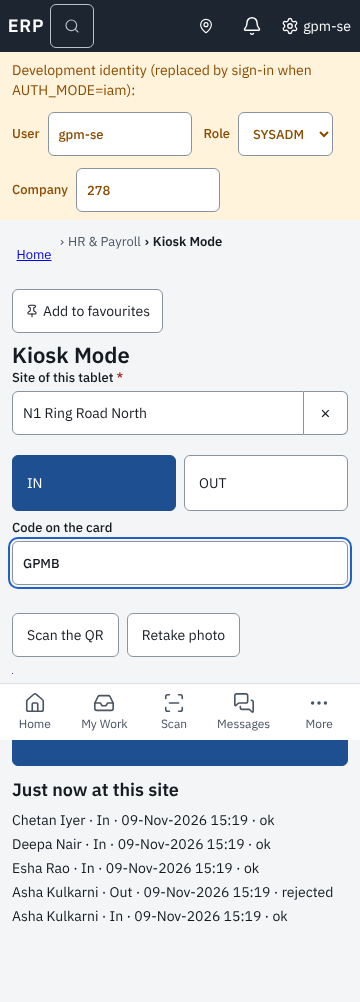 ERP
gpm-se
Development identity (replaced by sign-in when
AUTH_MODE=iam):
User gpm-se Role SYSADM
Company 278
Home › HR & Payroll › Kiosk Mode
Add to favourites
Kiosk Mode
Site of this tablet *
N1 Ring Road North ×
IN OUT
Code on the card
GPMB
Scan the QR Retake photo
Home My Work Scan Messages More
Just now at this site
Chetan Iyer · In · 09-Nov-2026 15:19 · ok
Deepa Nair · In · 09-Nov-2026 15:19 · ok
Esha Rao · In · 09-Nov-2026 15:19 · ok
Asha Kulkarni · Out · 09-Nov-2026 15:19 · rejected
Asha Kulkarni · In · 09-Nov-2026 15:19 · ok